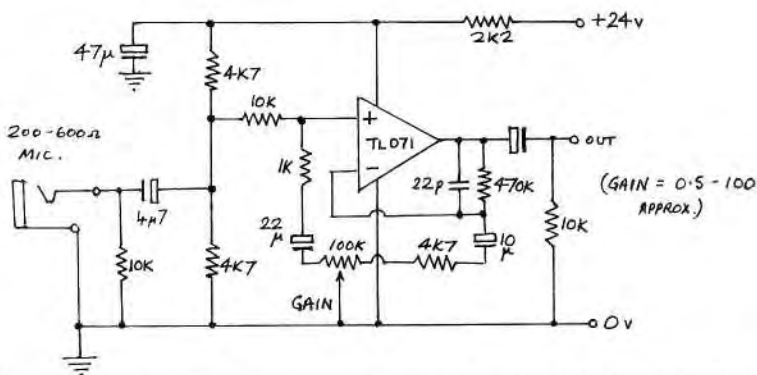 +24v
2K2
47μ
4K7
10K
200-600Ω
MIC.
+
TL071
-
1K
OUT
4μ7
22p
470K
(GAIN = 0.5 - 100
APPROX.)
22
μ
100K
4K7
10
μ
10K
10K
4K7
GAIN
0v